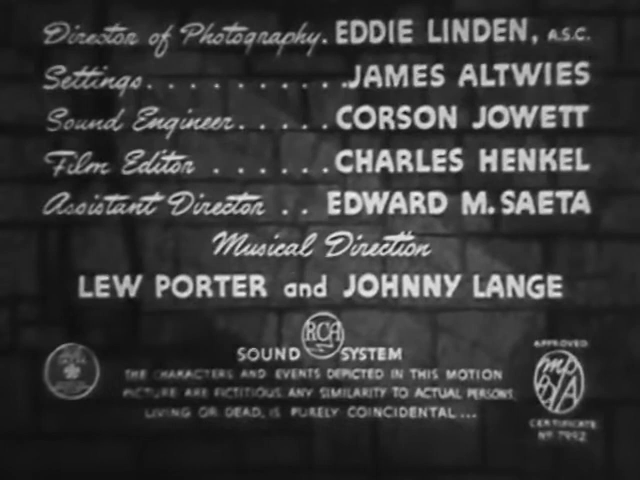 Director of Photography. EDDIE LINDEN, A.S.C.
Settings. . . . . . . . . . .JAMES ALTWIES
Sound Engineer. . . . . CORSON JOWETT
Film Editor . . . . . . CHARLES HENKEL
Assistant Director . . EDWARD M. SAETA
Musical Direction
LEW PORTER and JOHNNY LANGE
RCA
SOUND SYSTEM
THE CHARACTERS AND EVENTS DEPICTED IN THIS MOTION
PICTURE ARE FICTITIOUS. ANY SIMILARITY TO ACTUAL PERSONS,
LIVING OR DEAD, IS PURELY COINCIDENTAL...
APPROVED
CERTIFICATE